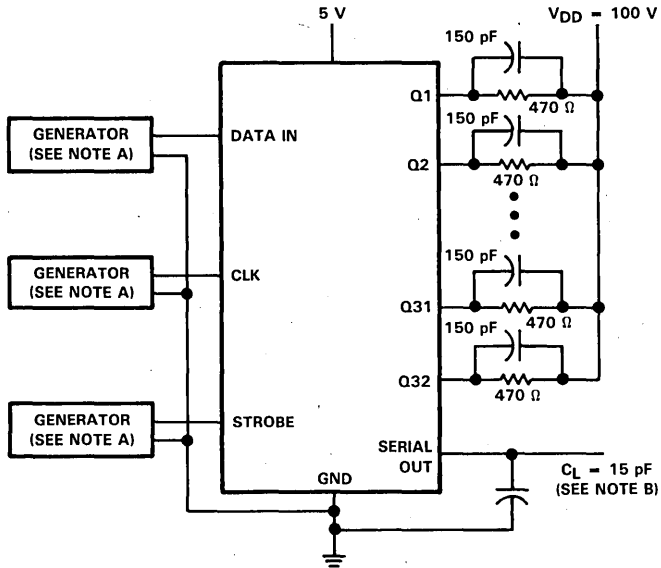 5 V
V_DD = 100 V
150 pF
Q1
470 Ω
150 pF
GENERATOR
(SEE NOTE A)
DATA IN
Q2
470 Ω
150 pF
GENERATOR
(SEE NOTE A)
CLK
Q31
470 Ω
150 pF
Q32
470 Ω
GENERATOR
(SEE NOTE A)
STROBE
SERIAL
OUT
C_L = 15 pF
(SEE NOTE B)
GND